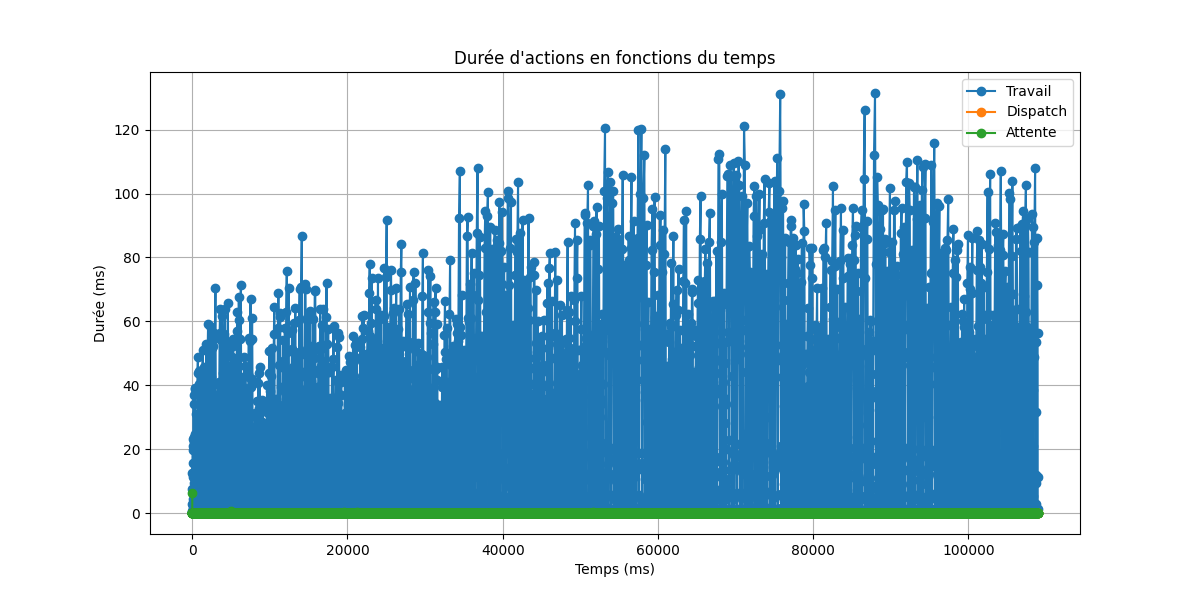 Durée d'actions en fonctions du temps
Travail
Dispatch
Attente
Durée (ms)
120
100
80
60
40
20
0
0 20000 40000 60000 80000 100000
Temps (ms)